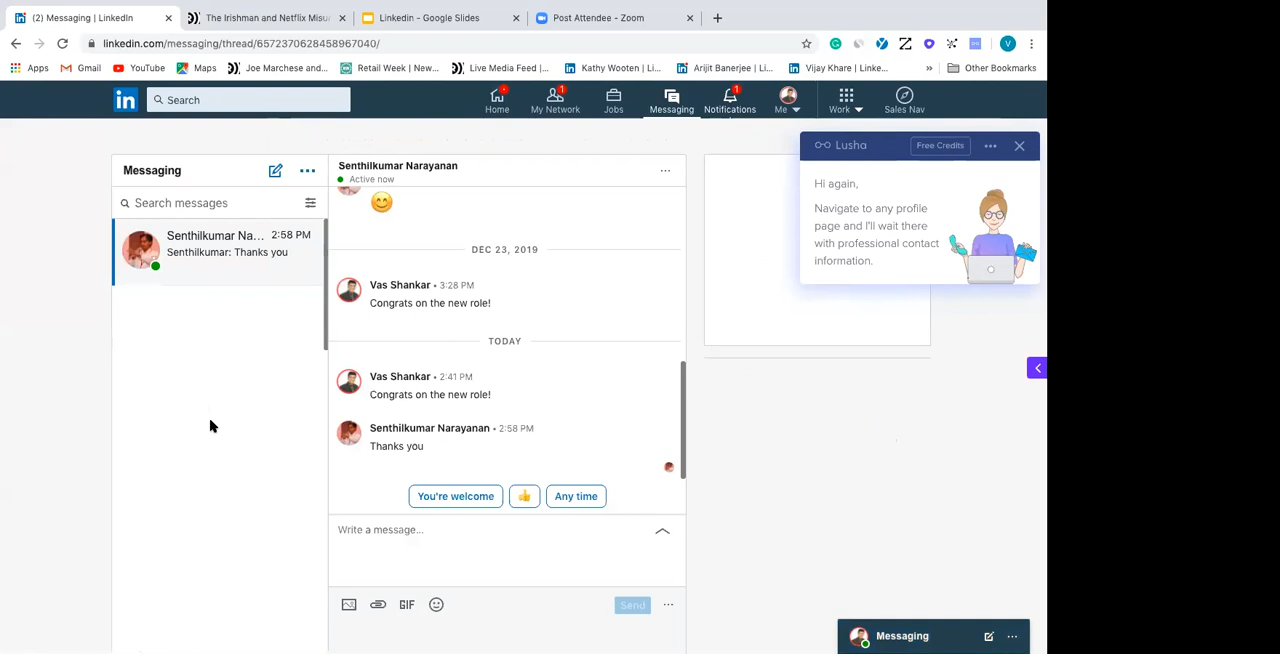 (2) Messaging | LinkedIn
The Irishman and Netflix Misu
Linkedin - Google Slides
Post Attendee - Zoom
linkedin.com/messaging/thread/6572370628458967040/
V
Apps
Gmail
YouTube
Maps
Joe Marchese and...
Retail Week | New...
Live Media Feed |...
Kathy Wooten | Li...
Arijit Banerjee | Li...
Vijay Khare | Linke...
»
Other Bookmarks
in
Search
Home
1
My Network
Jobs
Messaging
1
Notifications
Me
Work
Sales Nav
Messaging
Search messages
Senthilkumar Na... 2:58 PM
Senthilkumar: Thanks you
Senthilkumar Narayanan
Active now
DEC 23, 2019
Vas Shankar • 3:28 PM
Congrats on the new role!
TODAY
Vas Shankar • 2:41 PM
Congrats on the new role!
Senthilkumar Narayanan • 2:58 PM
Thanks you
You're welcome
Any time
Write a message...
GIF
Send
Lusha
Free Credits
Hi again,
Navigate to any profile
page and I'll wait there
with professional contact
information.
Messaging